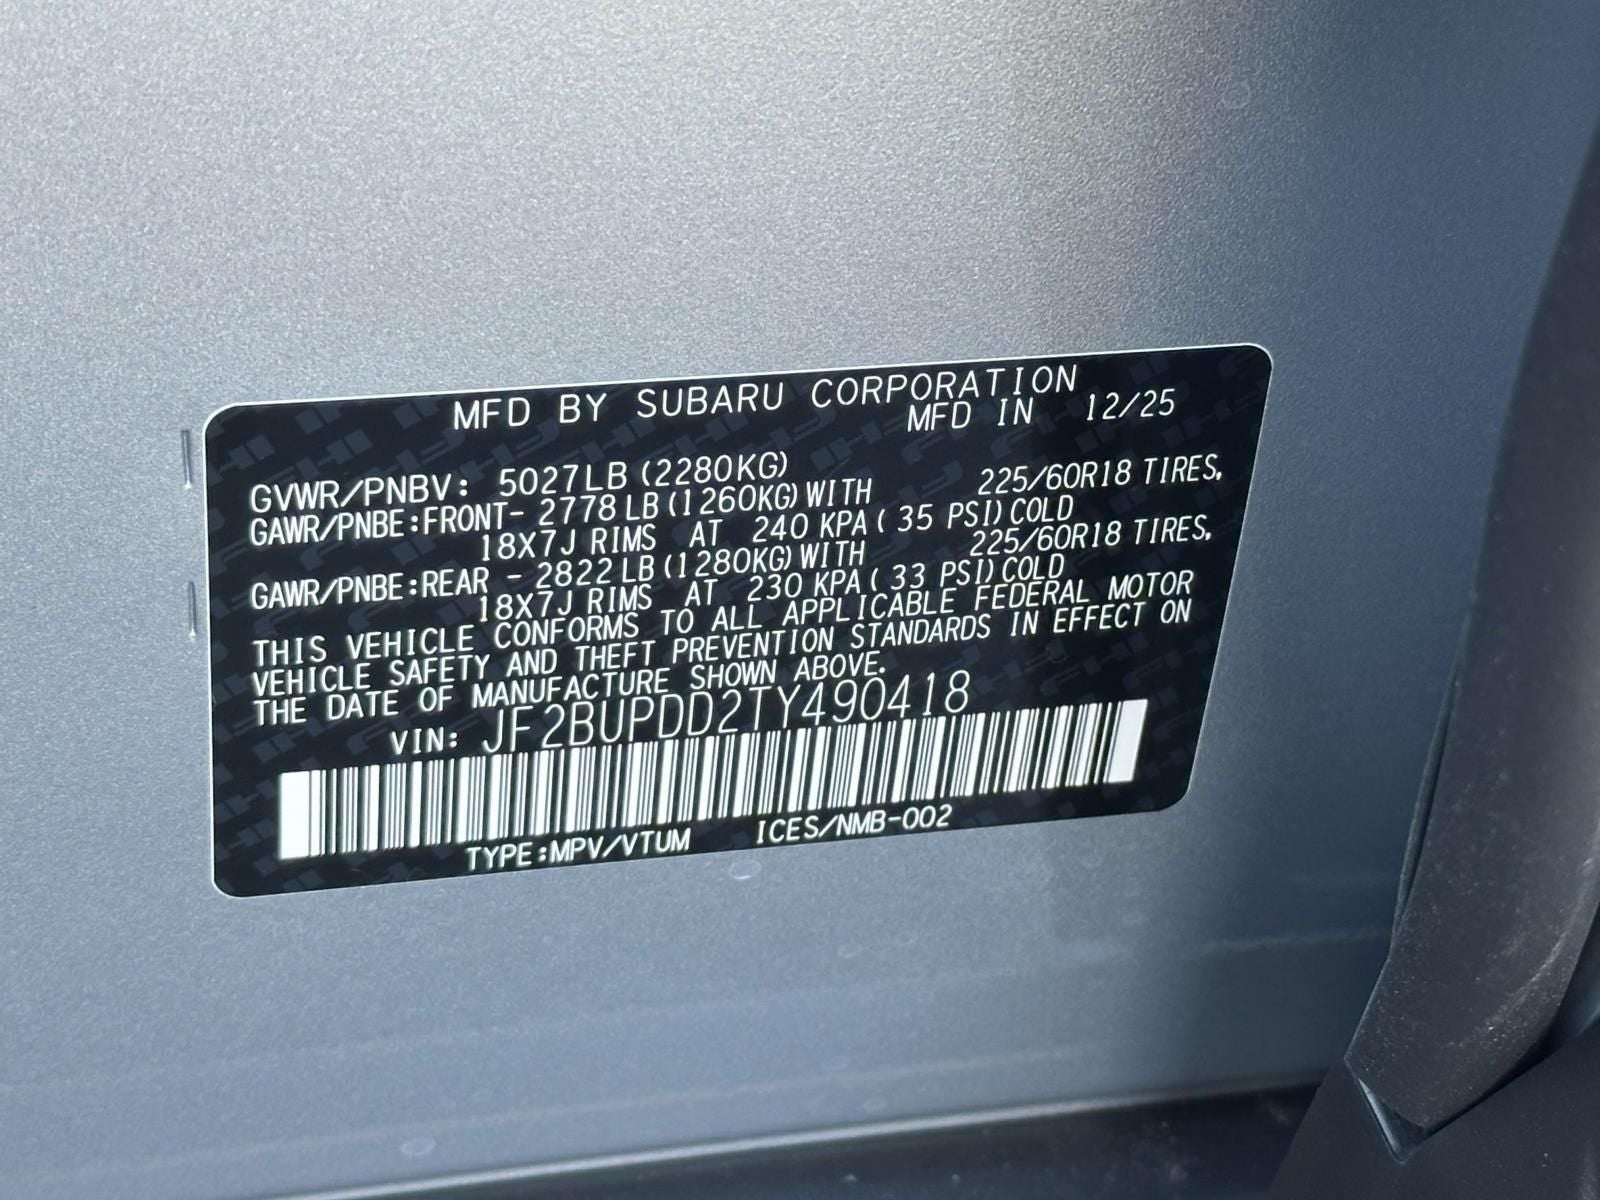 MFD BY SUBARU CORPORATION
MFD IN 12/25
GVWR/PNBV: 5027LB (2280KG)
GAWR/PNBE:FRONT- 2778LB(1260KG)WITH 225/60R18 TIRES,
18X7J RIMS AT 240 KPA( 35 PSI)COLD
GAWR/PNBE:REAR - 2822LB(1280KG)WITH 225/60R18 TIRES,
18X7J RIMS AT 230 KPA( 33 PSI)COLD
THIS VEHICLE CONFORMS TO ALL APPLICABLE FEDERAL MOTOR
VEHICLE SAFETY AND THEFT PREVENTION STANDARDS IN EFFECT ON
THE DATE OF MANUFACTURE SHOWN ABOVE.
VIN: JF2BUPDD2TY490418
TYPE:MPV/VTUM ICES/NMB-002